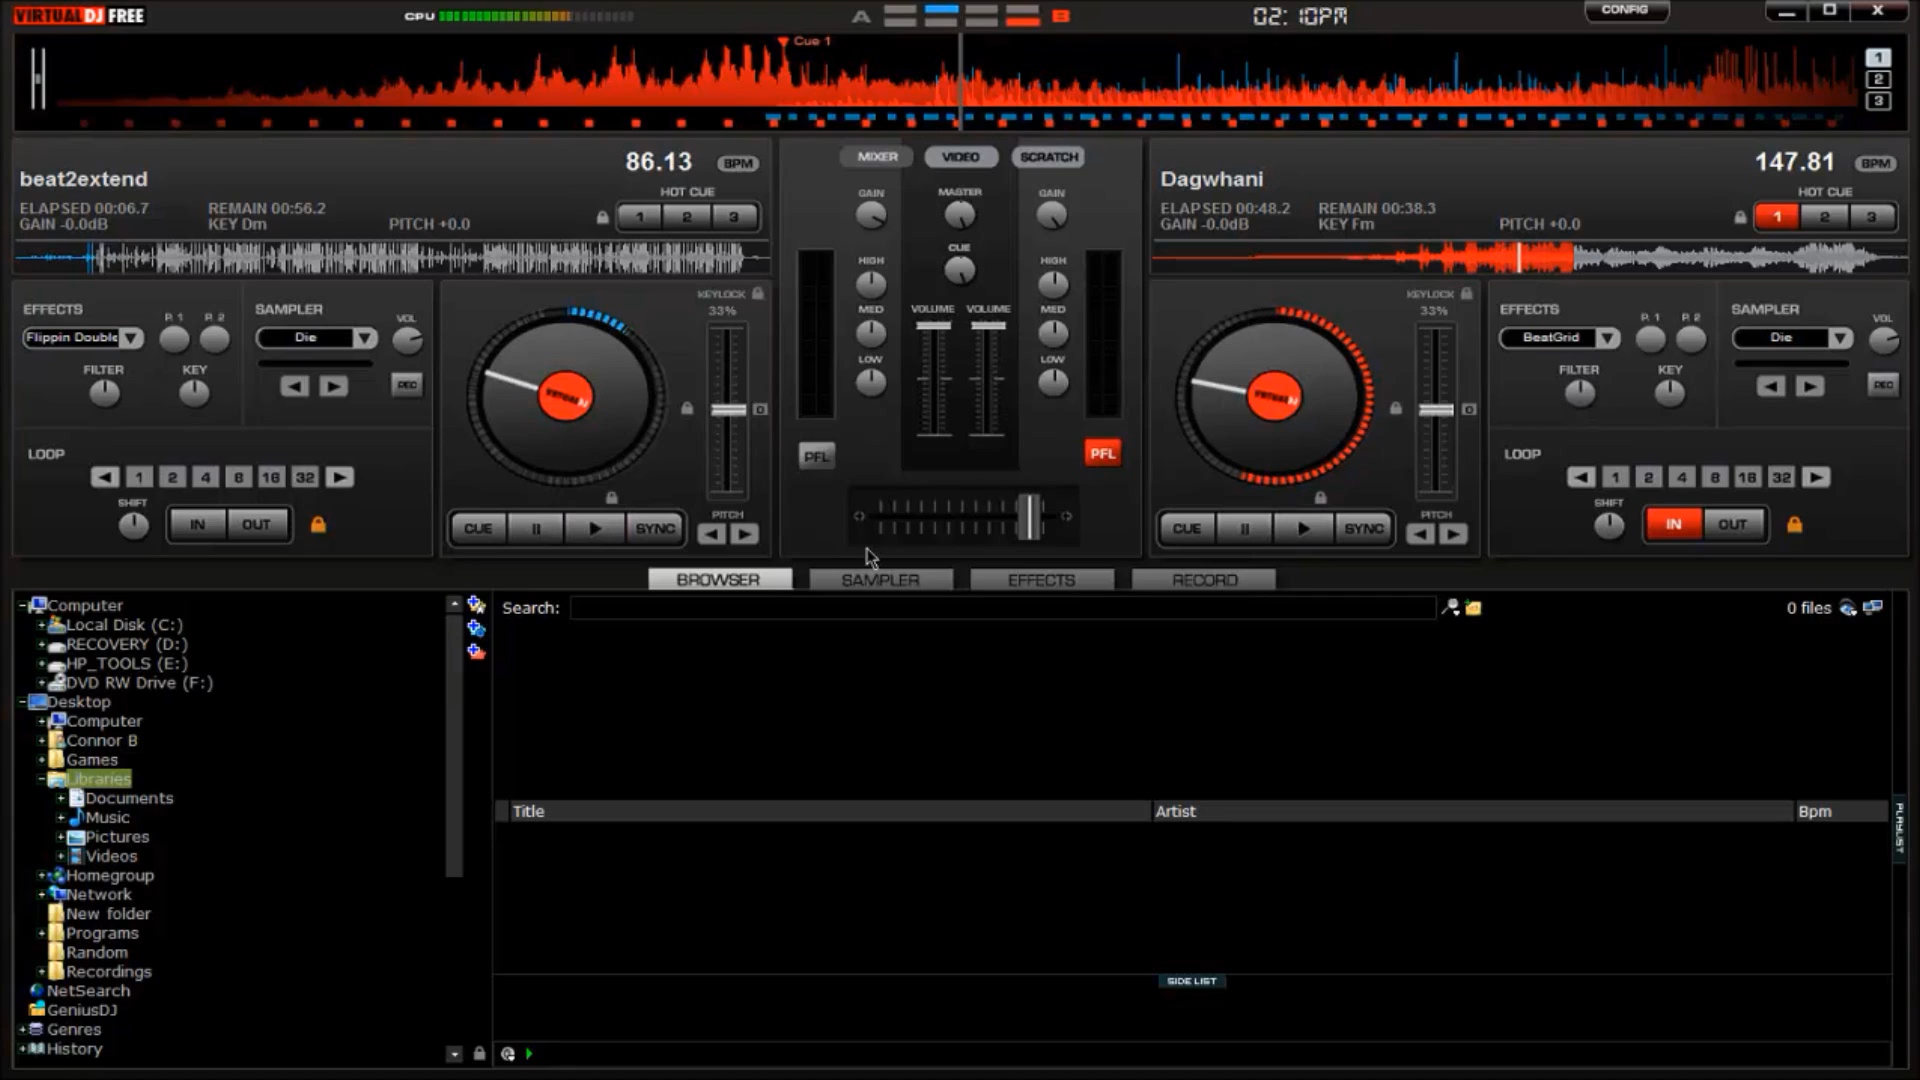 VIRTUAL DJ FREE CPU A B 02:10PM CONFIG
Cue 1
1
2
3
beat2extend
86.13 BPM
HOT CUE
ELAPSED 00:06.7 REMAIN 00:56.2
GAIN -0.0dB KEY Dm PITCH +0.0
1 2 3
EFFECTS
Flippin Double
P. 1 P. 2
FILTER KEY
SAMPLER
Die
VOL
REC
LOOP
1 2 4 8 16 32
SHIFT
IN OUT
KEYLOCK
33%
CUE SYNC
PITCH
MIXER VIDEO SCRATCH
GAIN MASTER GAIN
CUE
HIGH HIGH
MED VOLUME VOLUME MED
LOW LOW
PFL PFL
Dagwhani
147.81 BPM
HOT CUE
ELAPSED 00:48.2 REMAIN 00:38.3
GAIN -0.0dB KEY Fm PITCH +0.0
1 2 3
KEYLOCK
33%
CUE SYNC
PITCH
EFFECTS
BeatGrid
P. 1 P. 2
FILTER KEY
SAMPLER
Die
VOL
REC
LOOP
1 2 4 8 16 32
SHIFT
IN OUT
BROWSER SAMPLER EFFECTS RECORD
Computer
Local Disk (C:)
RECOVERY (D:)
HP_TOOLS (E:)
DVD RW Drive (F:)
Desktop
Computer
Connor B
Games
Libraries
Documents
Music
Pictures
Videos
Homegroup
Network
New folder
Programs
Random
Recordings
NetSearch
GeniusDJ
Genres
History
Search: 0 files
Title Artist Bpm
PLAYLIST
SIDE LIST